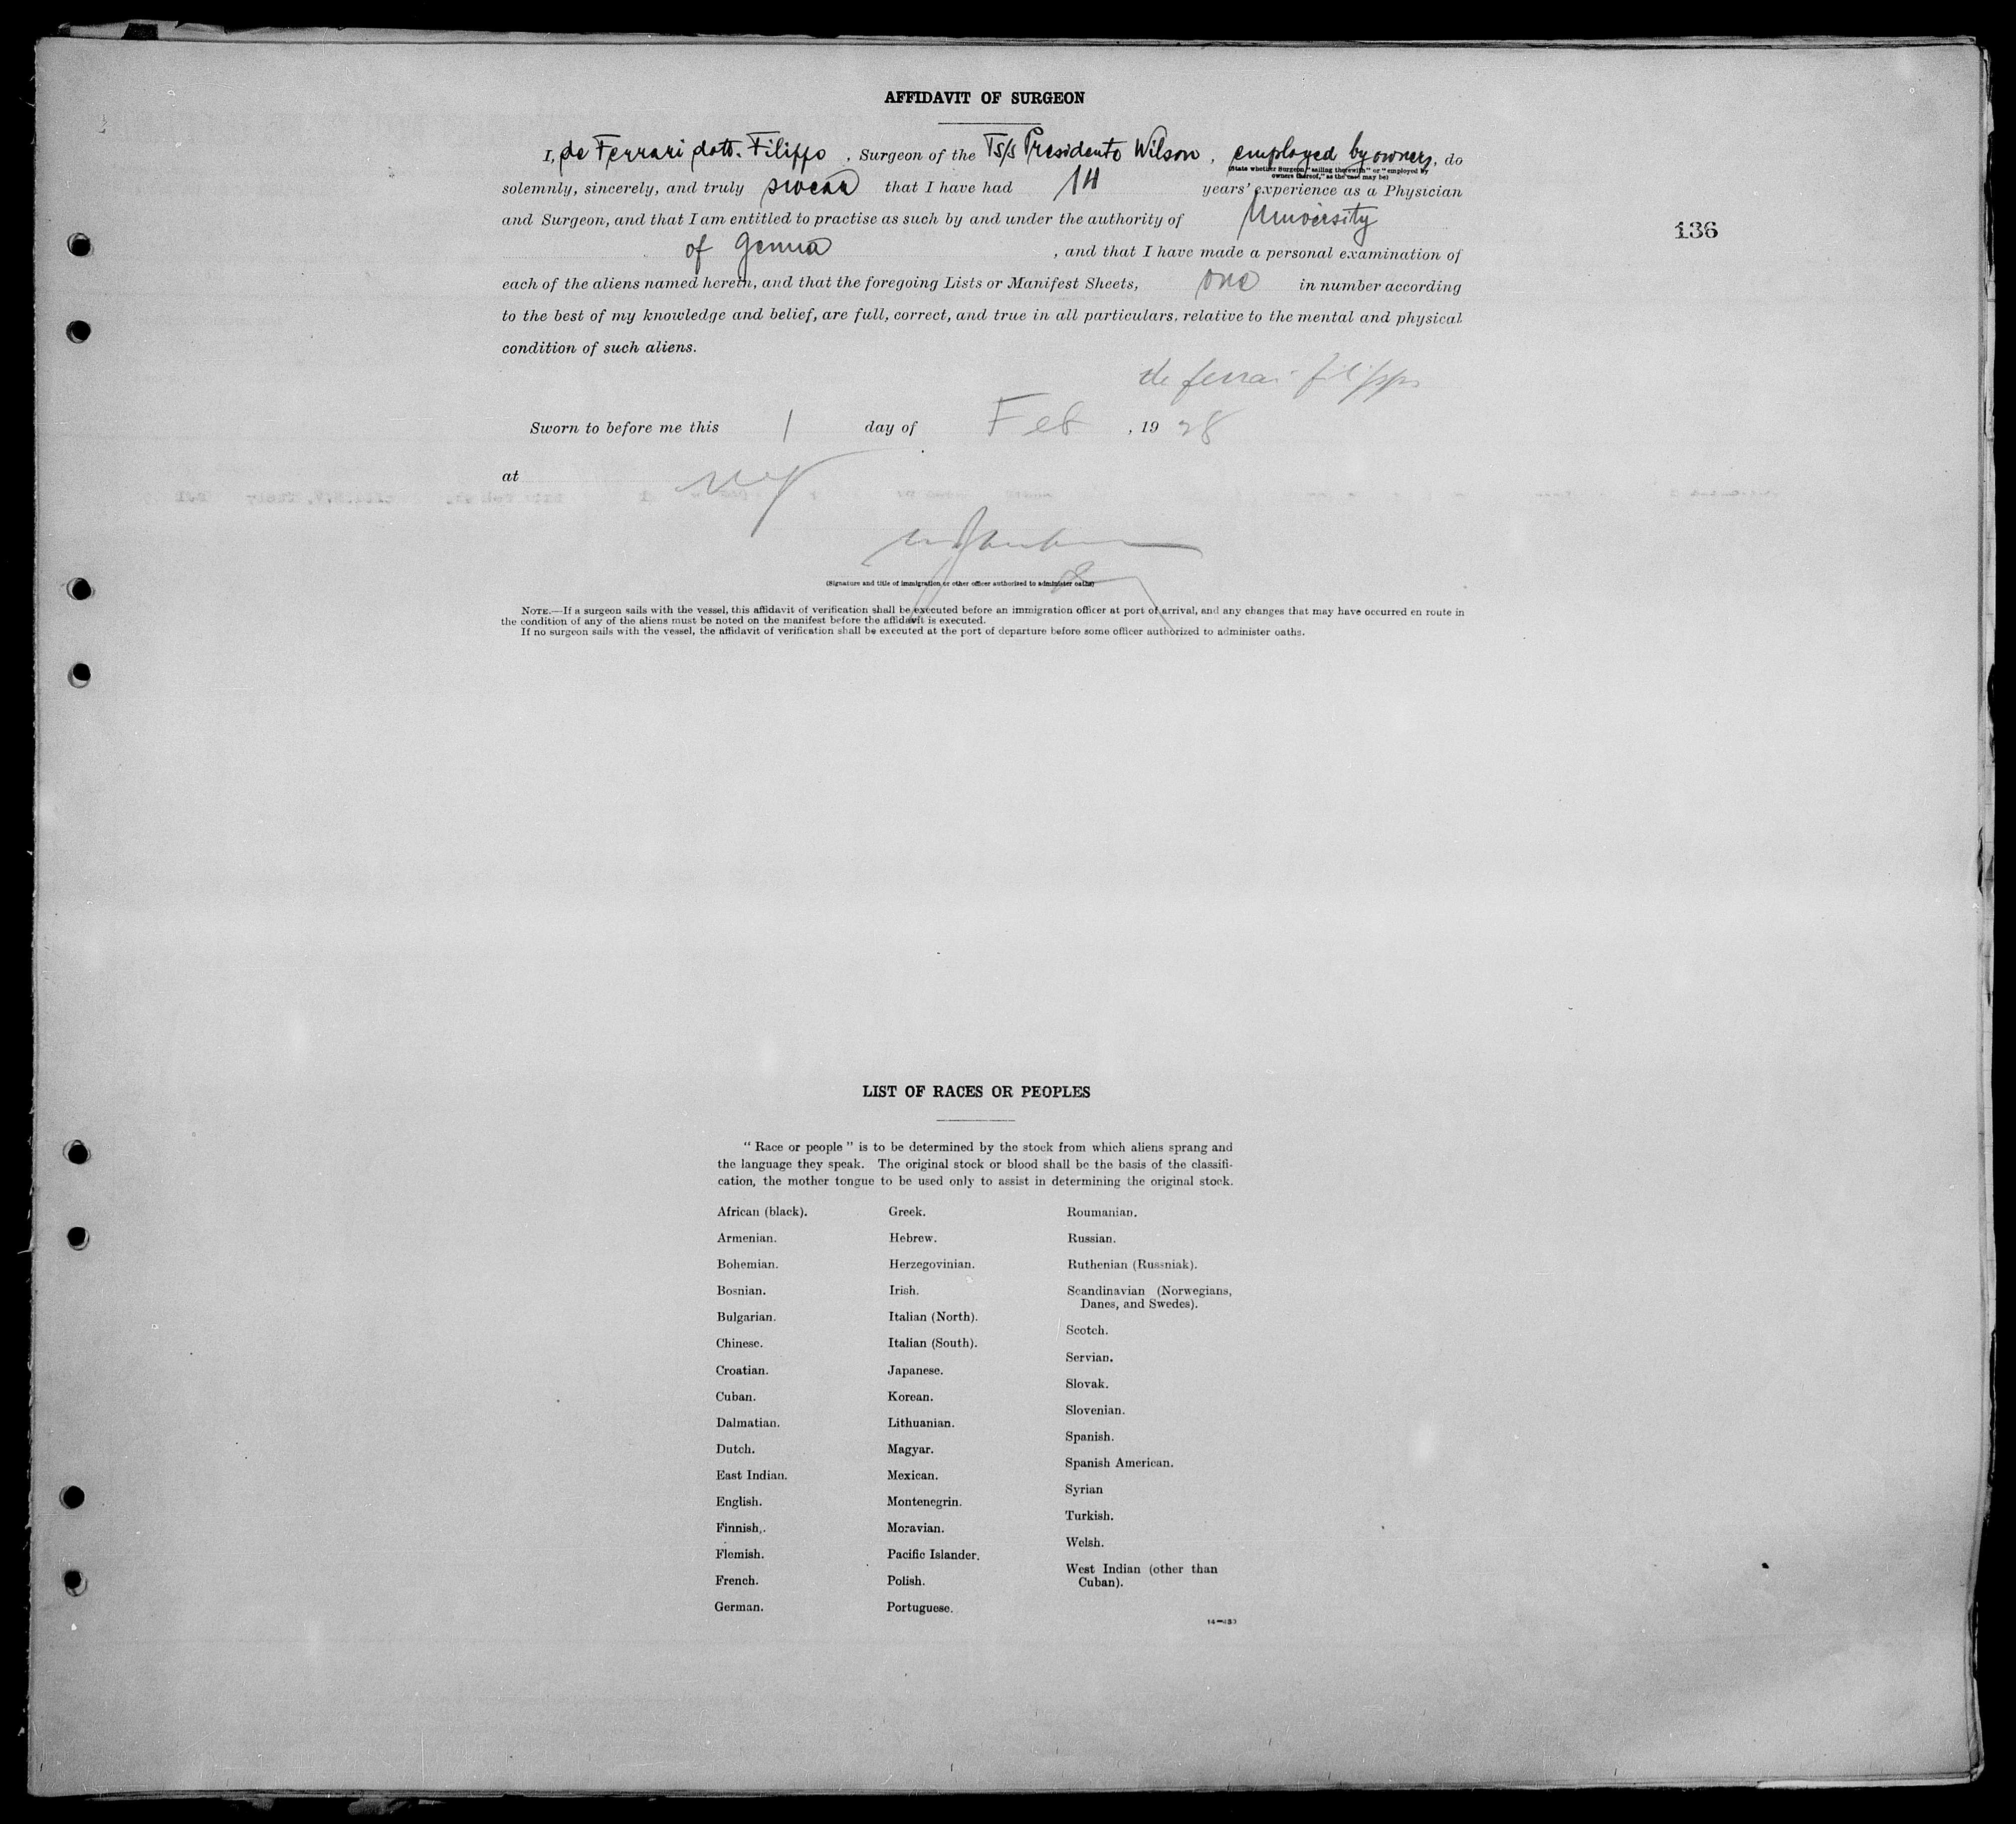 AFFIDAVIT OF SURGEON
I, de Ferrari dott. Filippo, Surgeon of the Ts/s Presidente Wilson, employed by owners, do
(State whether Surgeon "sailing therewith" or "employed by
owners thereof," as the case may be)
solemnly, sincerely, and truly swear that I have had 14 years' experience as a Physician
and Surgeon, and that I am entitled to practise as such by and under the authority of University
136
of Genua, and that I have made a personal examination of
each of the aliens named herein, and that the foregoing Lists or Manifest Sheets, one in number according
to the best of my knowledge and belief, are full, correct, and true in all particulars, relative to the mental and physical
condition of such aliens.
de ferrari filippo
Sworn to before me this 1 day of Feb, 1928
at NY
(Signature and title of immigration or other officer authorized to administer oaths)
NOTE.—If a surgeon sails with the vessel, this affidavit of verification shall be executed before an immigration officer at port of arrival, and any changes that may have occurred en route in
the condition of any of the aliens must be noted on the manifest before the affidavit is executed.
If no surgeon sails with the vessel, the affidavit of verification shall be executed at the port of departure before some officer authorized to administer oaths.
LIST OF RACES OR PEOPLES
"Race or people" is to be determined by the stock from which aliens sprang and
the language they speak. The original stock or blood shall be the basis of the classifi-
cation, the mother tongue to be used only to assist in determining the original stock.
African (black).
Armenian.
Bohemian.
Bosnian.
Bulgarian.
Chinese.
Croatian.
Cuban.
Dalmatian.
Dutch.
East Indian.
English.
Finnish.
Flemish.
French.
German.
Greek.
Hebrew.
Herzegovinian.
Irish.
Italian (North).
Italian (South).
Japanese.
Korean.
Lithuanian.
Magyar.
Mexican.
Montenegrin.
Moravian.
Pacific Islander.
Polish.
Portuguese.
Roumanian.
Russian.
Ruthenian (Russniak).
Scandinavian (Norwegians,
Danes, and Swedes).
Scotch.
Servian.
Slovak.
Slovenian.
Spanish.
Spanish American.
Syrian
Turkish.
Welsh.
West Indian (other than
Cuban).